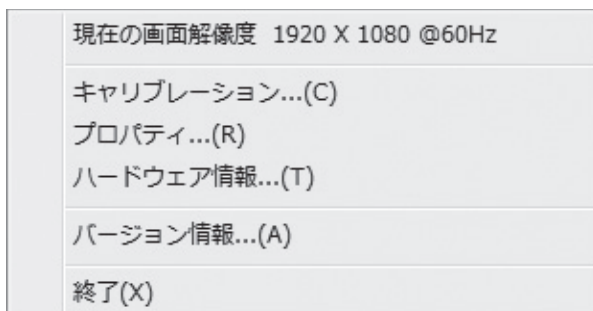 現在の画面解像度 1920 X 1080 @60Hz
キャリブレーション...(C)
プロパティ...(R)
ハードウェア情報...(T)
バージョン情報...(A)
終了(X)